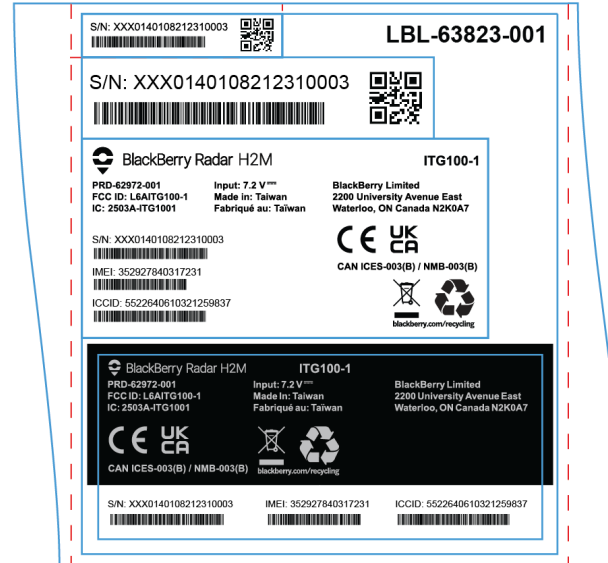 S/N: XXX0140108212310003
LBL-63823-001
S/N: XXX0140108212310003
BlackBerry Radar H2M
ITG100-1
PRD-62972-001
FCC ID: L6AITG100-1
IC: 2503A-ITG1001
Input: 7.2 V
Made in: Taiwan
Fabriqué au: Taïwan
BlackBerry Limited
2200 University Avenue East
Waterloo, ON Canada N2K0A7
S/N: XXX0140108212310003
IMEI: 352927840317231
ICCID: 5522640610321259837
CE UK CA
CAN ICES-003(B) / NMB-003(B)
blackberry.com/recycling
BlackBerry Radar H2M
ITG100-1
PRD-62972-001
FCC ID: L6AITG100-1
IC: 2503A-ITG1001
Input: 7.2 V
Made In: Taiwan
Fabriqué au: Taïwan
BlackBerry Limited
2200 University Avenue East
Waterloo, ON Canada N2K0A7
CE UK CA
CAN ICES-003(B) / NMB-003(B)
blackberry.com/recycling
S/N: XXX0140108212310003
IMEI: 352927840317231
ICCID: 5522640610321259837